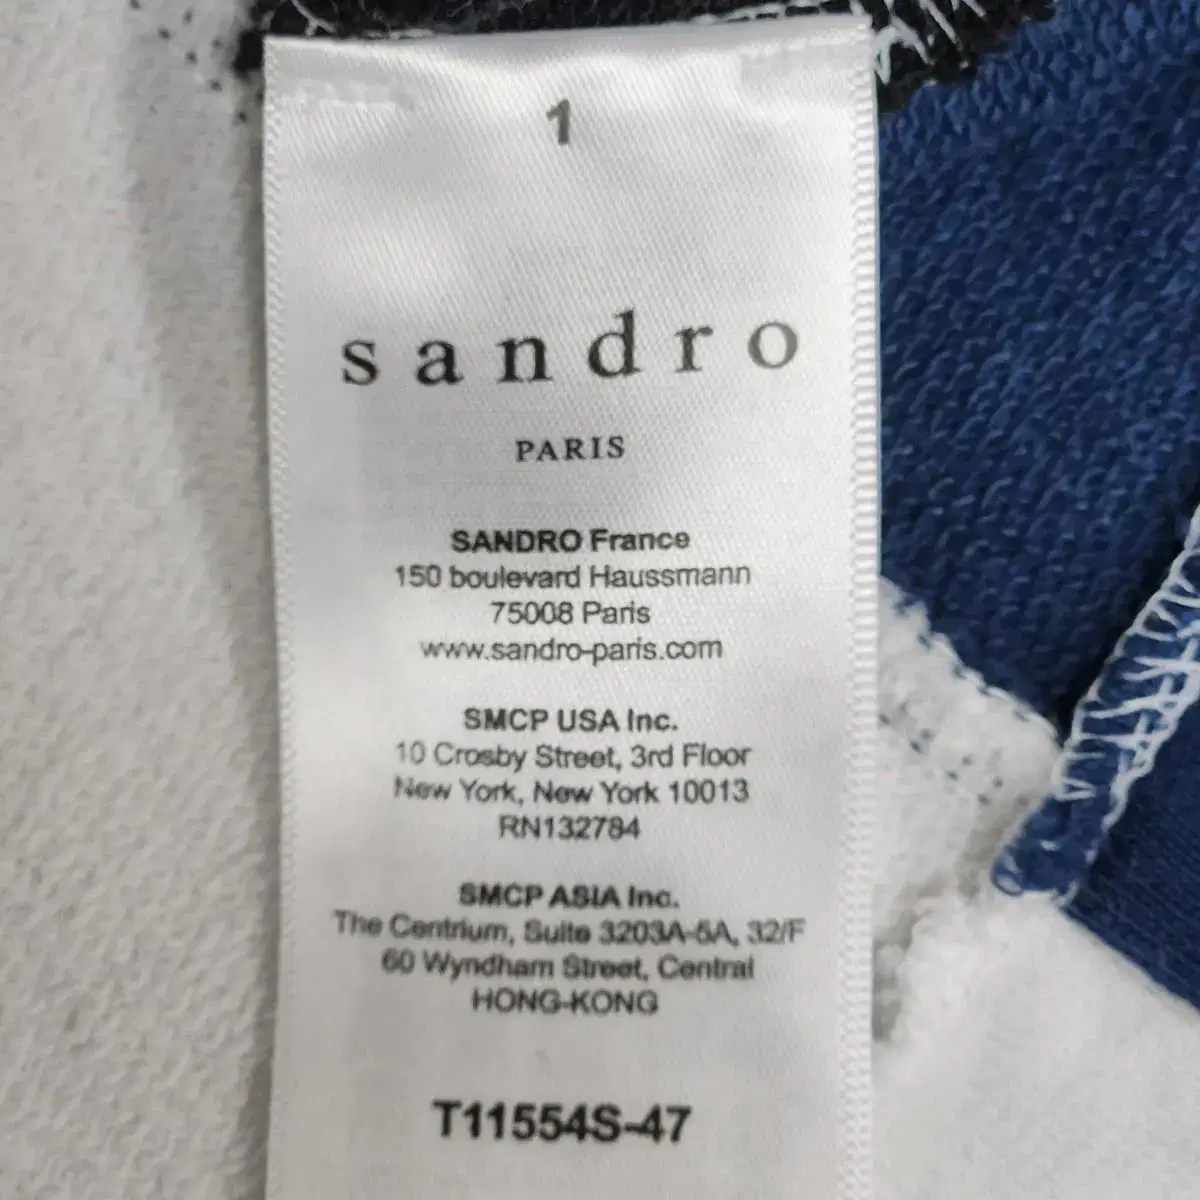 1
sandro
PARIS
SANDRO France
150 boulevard Haussmann
75008 Paris
www.sandro-paris.com
SMCP USA Inc.
10 Crosby Street, 3rd Floor
New York, New York 10013
RN132784
SMCP ASIA Inc.
The Centrium, Suite 3203A-5A, 32/F
60 Wyndham Street, Central
HONG-KONG
T11554S-47